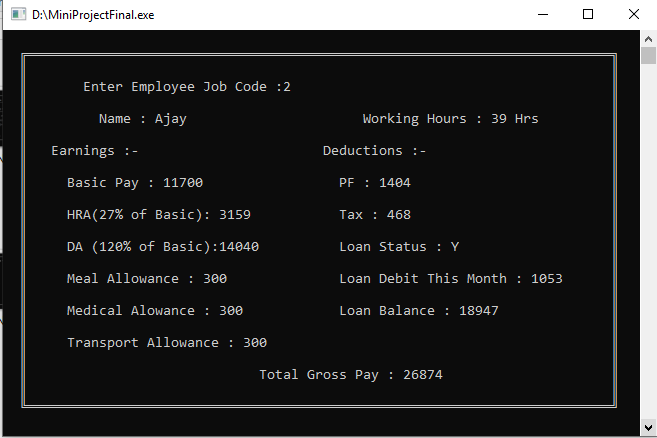 D:\MiniProjectFinal.exe
Enter Employee Job Code :2
Name : Ajay Working Hours : 39 Hrs
Earnings :- Deductions :-
Basic Pay : 11700 PF : 1404
HRA(27% of Basic): 3159 Tax : 468
DA (120% of Basic):14040 Loan Status : Y
Meal Allowance : 300 Loan Debit This Month : 1053
Medical Alowance : 300 Loan Balance : 18947
Transport Allowance : 300
Total Gross Pay : 26874